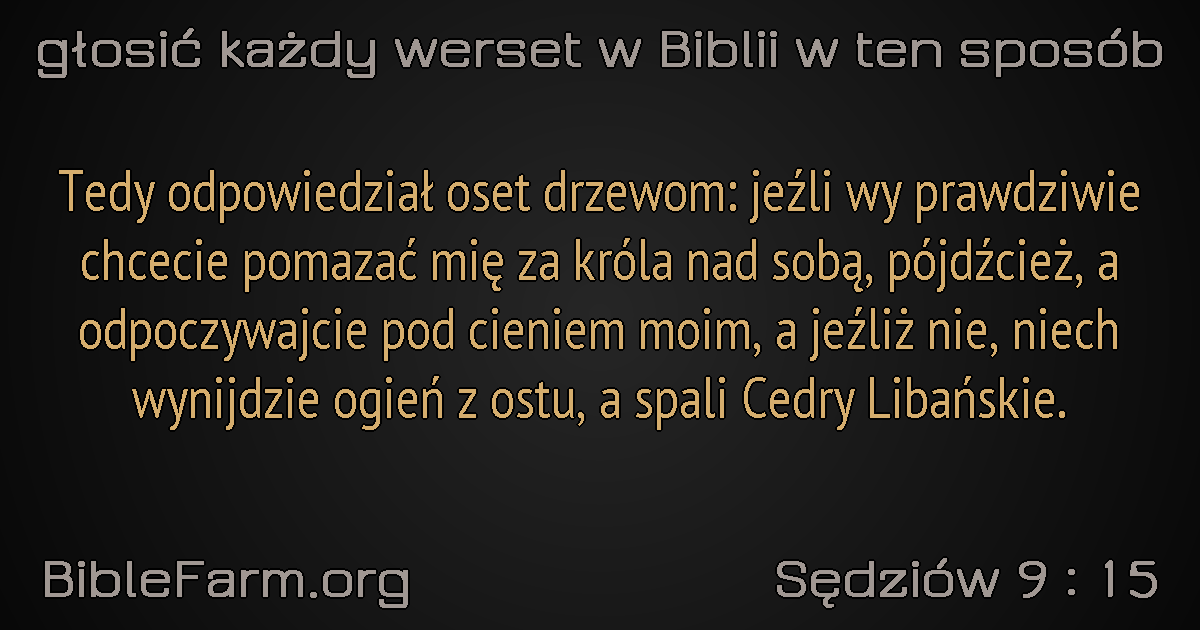 głosić każdy werset w Biblii w ten sposób
Tedy odpowiedział oset drzewom: jeźli wy prawdziwie
chcecie pomazać mię za króla nad sobą, pójdźcież, a
odpoczywajcie pod cieniem moim, a jeźliż nie, niech
wynijdzie ogień z ostu, a spali Cedry Libańskie.
BibleFarm.org
Sędziów 9 : 15